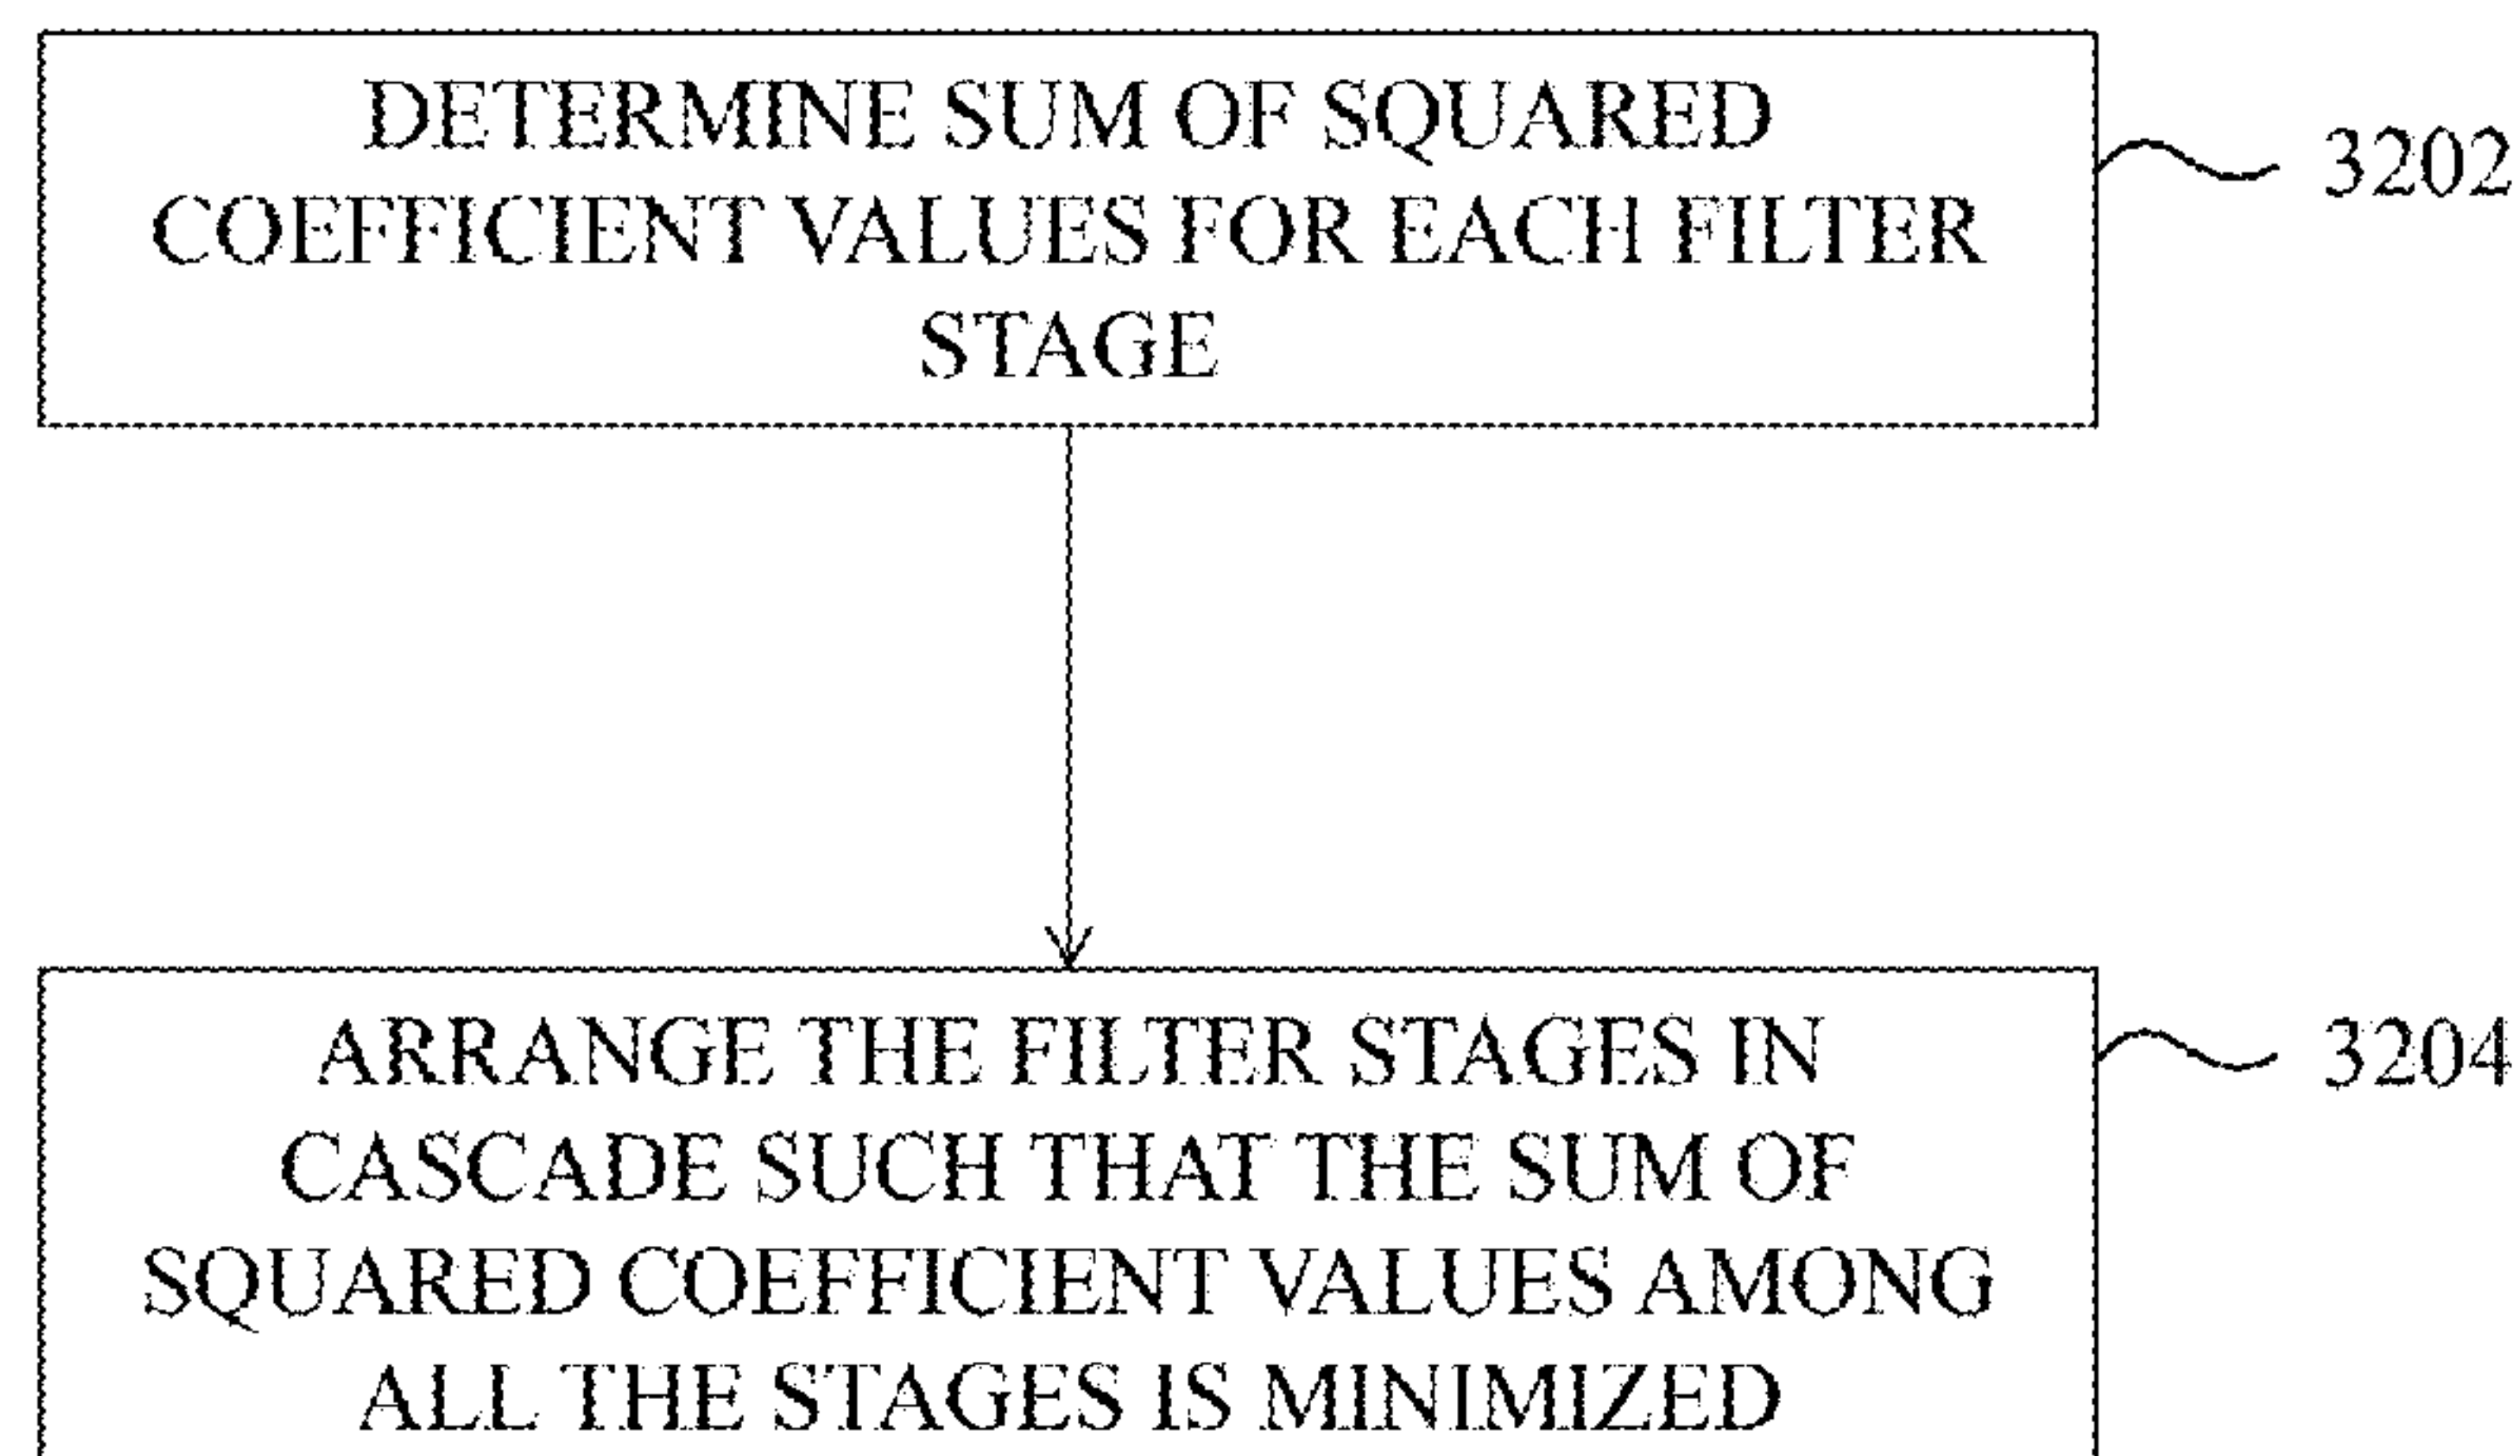 DETERMINE SUM OF SQUARED
COEFFICIENT VALUES FOR EACH FILTER
STAGE
3202
ARRANGE THE FILTER STAGES IN
CASCADE SUCH THAT THE SUM OF
SQUARED COEFFICIENT VALUES AMONG
ALL THE STAGES IS MINIMIZED
3204